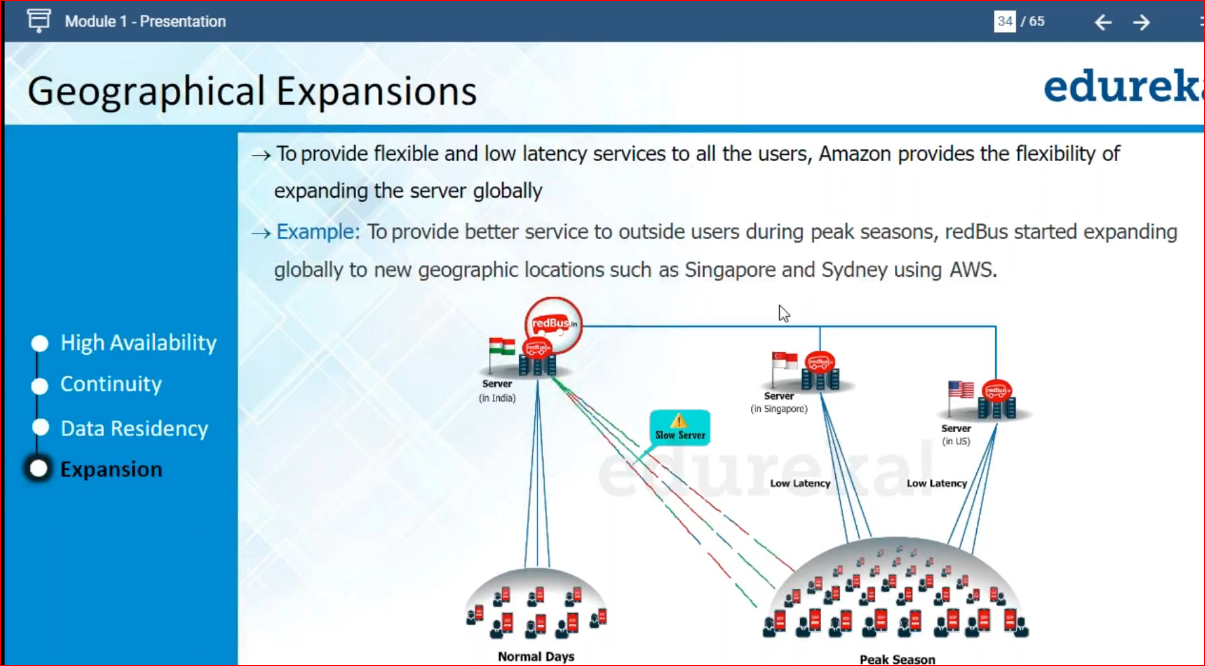 Module 1 - Presentation
34 / 65
Geographical Expansions
edureka
→ To provide flexible and low latency services to all the users, Amazon provides the flexibility of
expanding the server globally
→ Example: To provide better service to outside users during peak seasons, redBus started expanding
globally to new geographic locations such as Singapore and Sydney using AWS.
High Availability
Continuity
Data Residency
Expansion
redBus.in
Server
(in India)
Slow Server
Server
(in Singapore)
Server
(in US)
edureka!
Low Latency
Low Latency
Normal Days
Peak Season